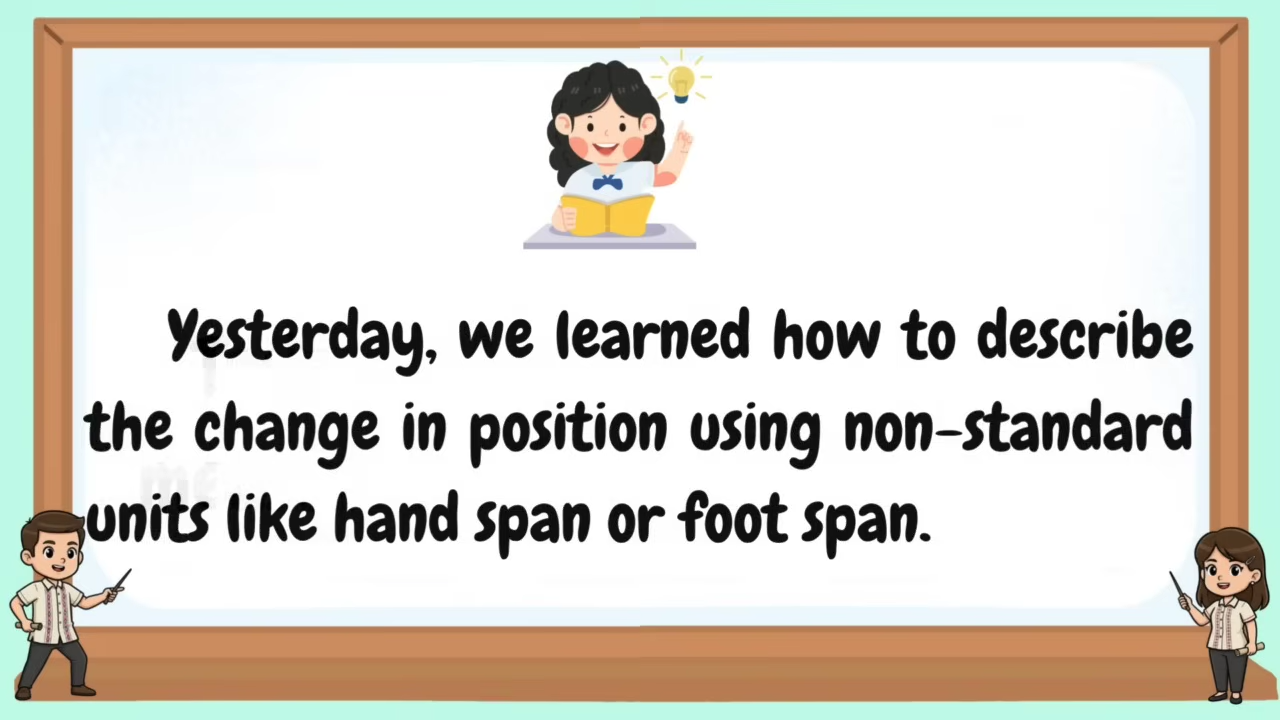 Yesterday, we learned how to describe
the change in position using non-standard
units like hand span or foot span.